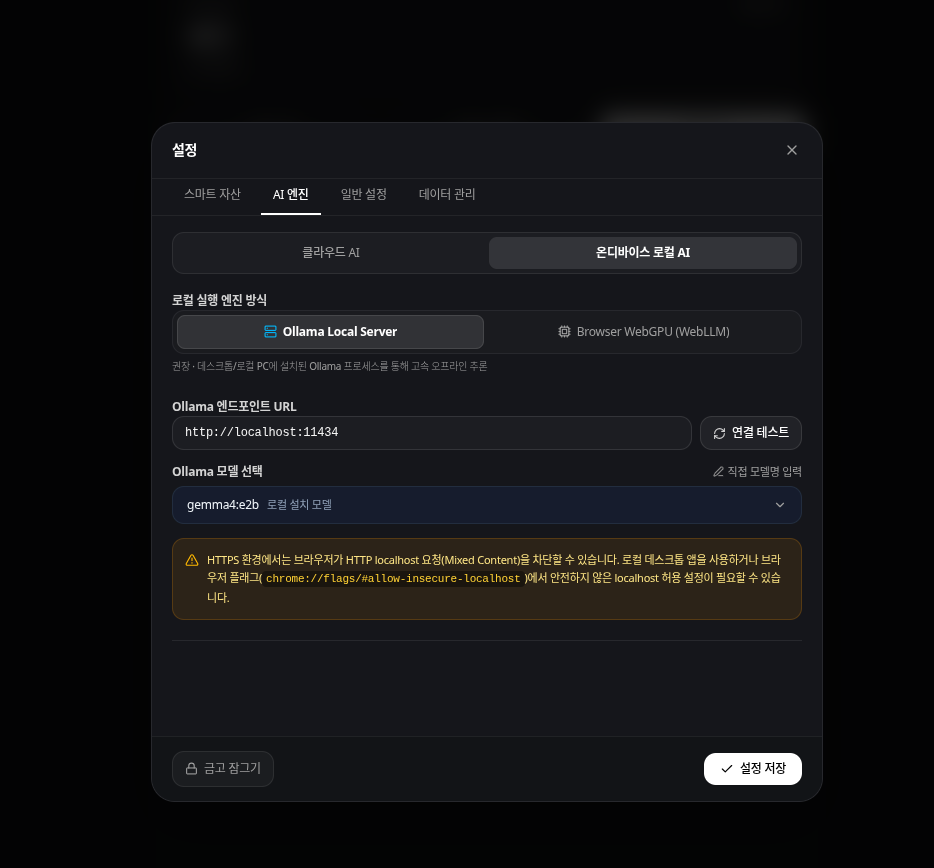 설정
스마트 자산 AI 엔진 일반 설정 데이터 관리
클라우드 AI 온디바이스 로컬 AI
로컬 실행 엔진 방식
Ollama Local Server Browser WebGPU (WebLLM)
권장 · 데스크톱/로컬 PC에 설치된 Ollama 프로세스를 통해 고속 오프라인 추론
Ollama 엔드포인트 URL
http://localhost:11434 연결 테스트
Ollama 모델 선택 직접 모델명 입력
gemma4:e2b 로컬 설치 모델
HTTPS 환경에서는 브라우저가 HTTP localhost 요청(Mixed Content)을 차단할 수 있습니다. 로컬 데스크톱 앱을 사용하거나 브라
우저 플래그( chrome://flags/#allow-insecure-localhost )에서 안전하지 않은 localhost 허용 설정이 필요할 수 있습
니다.
금고 잠그기 설정 저장